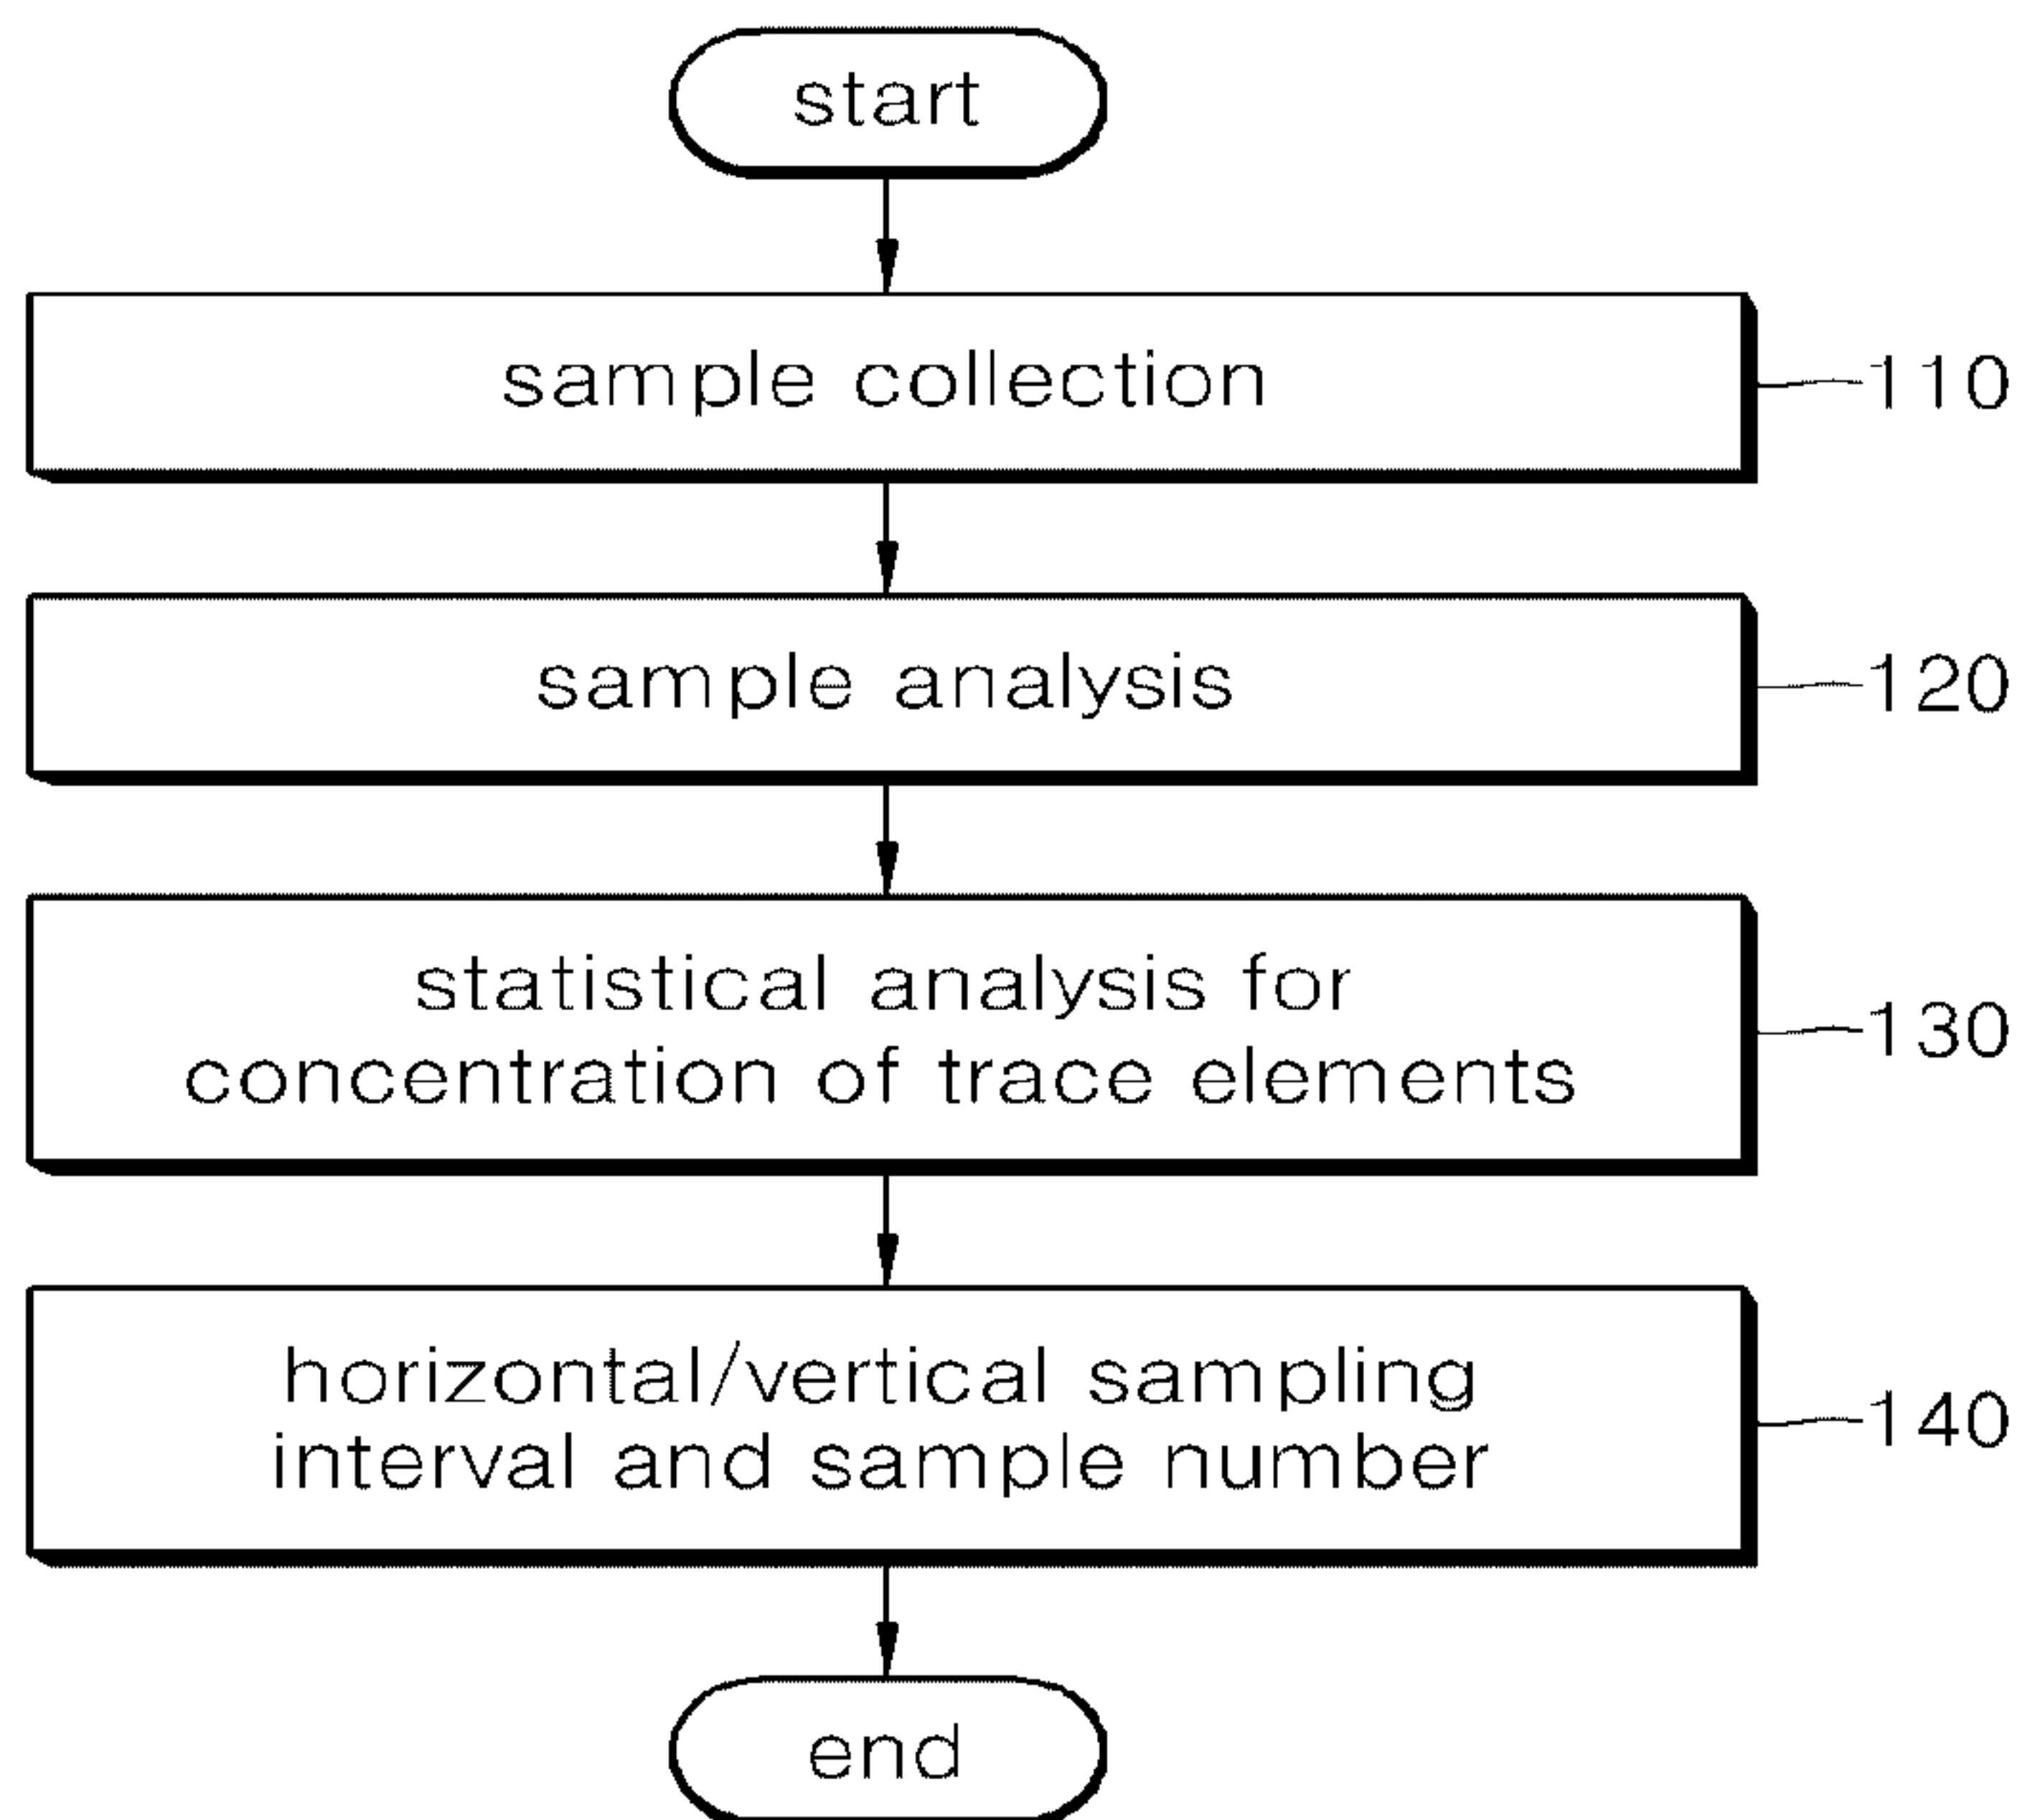 start
sample collection
110
sample analysis
120
statistical analysis for
concentration of trace elements
130
horizontal/vertical sampling
interval and sample number
140
end